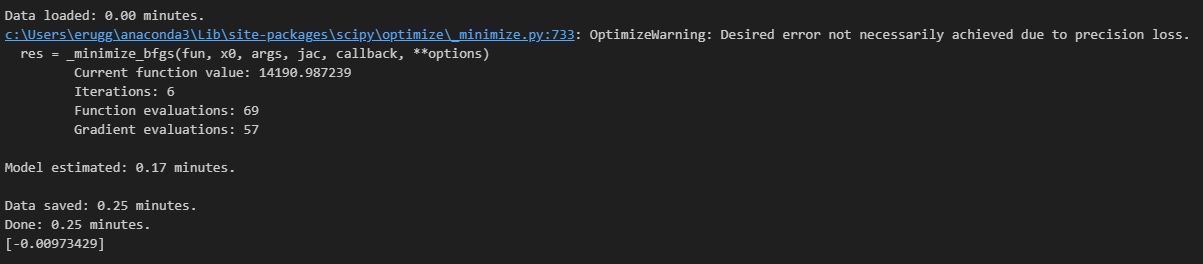 Data loaded: 0.00 minutes.
c:\Users\erugg\anaconda3\Lib\site-packages\scipy\optimize\_minimize.py:733: OptimizeWarning: Desired error not necessarily achieved due to precision loss.
  res = _minimize_bfgs(fun, x0, args, jac, callback, **options)
         Current function value: 14190.987239
         Iterations: 6
         Function evaluations: 69
         Gradient evaluations: 57
Model estimated: 0.17 minutes.
Data saved: 0.25 minutes.
Done: 0.25 minutes.
[-0.00973429]